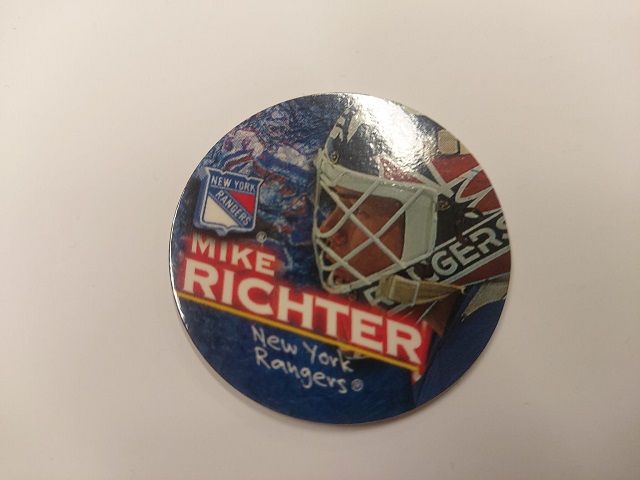 NEW YORK
RANGERS
MIKE
RICHTER
New York
Rangers®
RANGERS